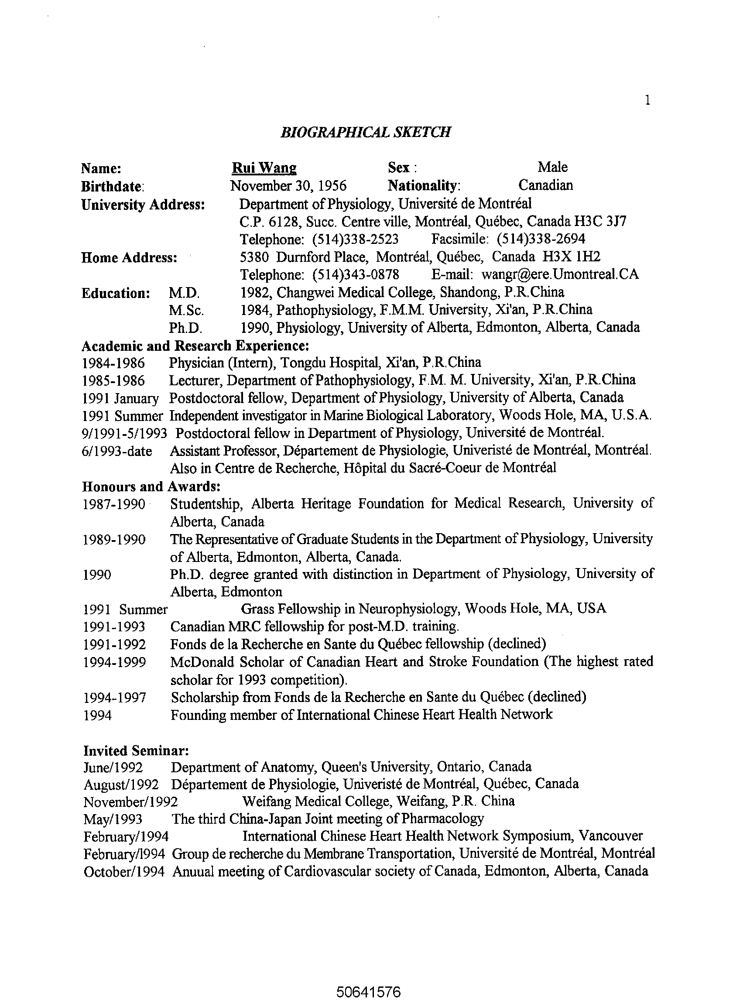 1
BIOGRAPHICAL SKETCH
Name: Rui Wang Sex : Male
Birthdate: November 30, 1956 Nationality: Canadian
University Address: Department of Physiology, Université de Montréal
C.P. 6128, Succ. Centre ville, Montréal, Québec, Canada H3C 3J7
Telephone: (514)338-2523 Facsimile: (514)338-2694
Home Address: 5380 Durnford Place, Montréal, Québec, Canada H3X 1H2
Telephone: (514)343-0878 E-mail: wangr@ere.Umontreal.CA
Education: M.D. 1982, Changwei Medical College, Shandong, P.R.China
M.Sc. 1984, Pathophysiology, F.M.M. University, Xi'an, P.R.China
Ph.D. 1990, Physiology, University of Alberta, Edmonton, Alberta, Canada
Academic and Research Experience:
1984-1986 Physician (Intern), Tongdu Hospital, Xi'an, P.R.China
1985-1986 Lecturer, Department of Pathophysiology, F.M. M. University, Xi'an, P.R.China
1991 January Postdoctoral fellow, Department of Physiology, University of Alberta, Canada
1991 Summer Independent investigator in Marine Biological Laboratory, Woods Hole, MA, U.S.A.
9/1991-5/1993 Postdoctoral fellow in Department of Physiology, Université de Montréal.
6/1993-date Assistant Professor, Département de Physiologie, Univeristé de Montréal, Montréal.
Also in Centre de Recherche, Hôpital du Sacré-Coeur de Montréal
Honours and Awards:
1987-1990 Studentship, Alberta Heritage Foundation for Medical Research, University of
Alberta, Canada
1989-1990 The Representative of Graduate Students in the Department of Physiology, University
of Alberta, Edmonton, Alberta, Canada.
1990 Ph.D. degree granted with distinction in Department of Physiology, University of
Alberta, Edmonton
1991 Summer Grass Fellowship in Neurophysiology, Woods Hole, MA, USA
1991-1993 Canadian MRC fellowship for post-M.D. training.
1991-1992 Fonds de la Recherche en Sante du Québec fellowship (declined)
1994-1999 McDonald Scholar of Canadian Heart and Stroke Foundation (The highest rated
scholar for 1993 competition).
1994-1997 Scholarship from Fonds de la Recherche en Sante du Québec (declined)
1994 Founding member of International Chinese Heart Health Network
Invited Seminar:
June/1992 Department of Anatomy, Queen's University, Ontario, Canada
August/1992 Département de Physiologie, Univeristé de Montréal, Québec, Canada
November/1992 Weifang Medical College, Weifang, P.R. China
May/1993 The third China-Japan Joint meeting of Pharmacology
February/1994 International Chinese Heart Health Network Symposium, Vancouver
February/l994 Group de recherche du Membrane Transportation, Université de Montréal, Montréal
October/1994 Anuual meeting of Cardiovascular society of Canada, Edmonton, Alberta, Canada
50641576